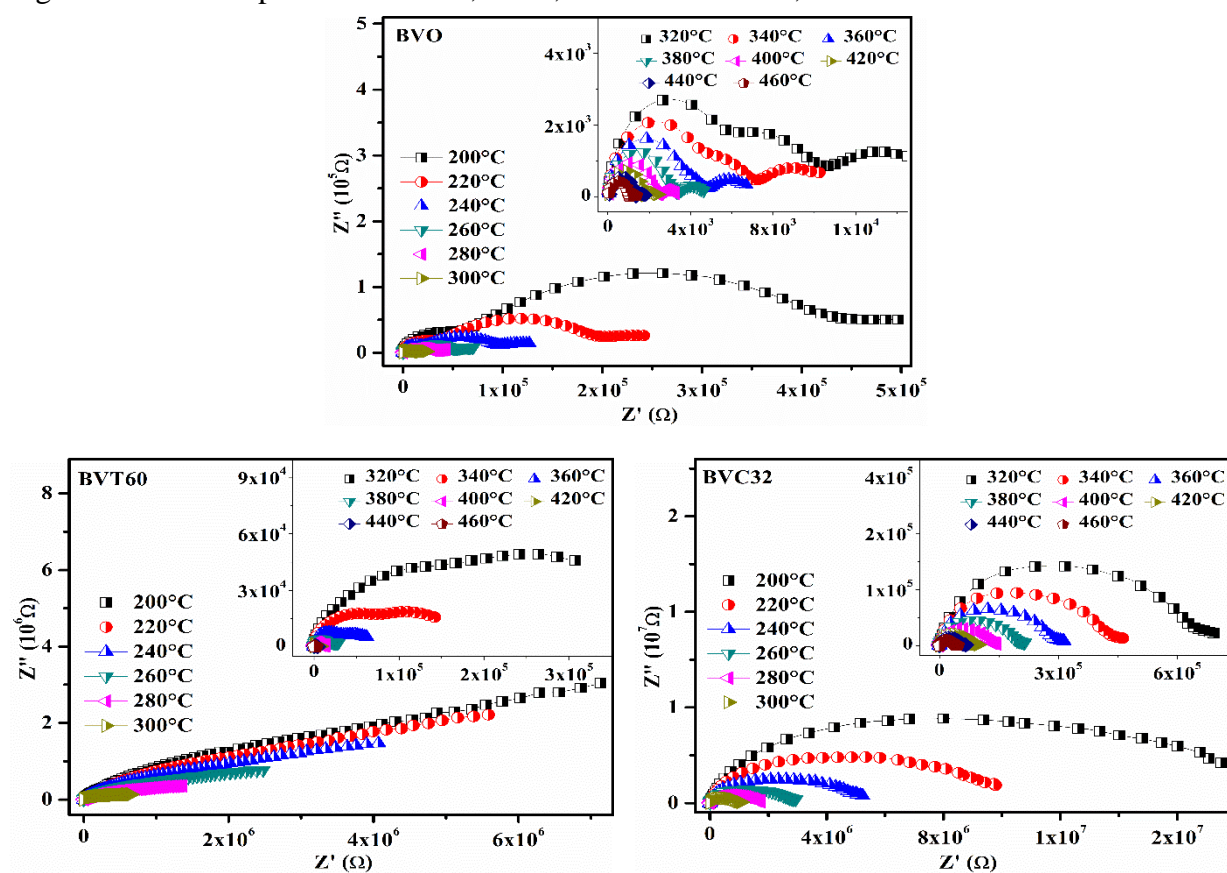 BVO
5
4
3
2
1
0
Z'' (10⁵Ω)
200°C
220°C
240°C
260°C
280°C
300°C
0
1x10⁵
2x10⁵
3x10⁵
4x10⁵
5x10⁵
Z' (Ω)
320°C 340°C 360°C
380°C 400°C 420°C
440°C 460°C
4x10³
2x10³
0
0 4x10³ 8x10³ 1x10⁴
BVT60
8
6
4
2
0
Z'' (10⁶Ω)
200°C
220°C
240°C
260°C
280°C
300°C
0 2x10⁶ 4x10⁶ 6x10⁶
Z' (Ω)
320°C 340°C 360°C
380°C 400°C 420°C
440°C 460°C
9x10⁴
6x10⁴
3x10⁴
0
0 1x10⁵ 2x10⁵ 3x10⁵
BVC32
2
2
1
1
0
Z'' (10⁷Ω)
200°C
220°C
240°C
260°C
280°C
300°C
0 4x10⁶ 8x10⁶ 1x10⁷ 2x10⁷
Z' (Ω)
320°C 340°C 360°C
380°C 400°C 420°C
440°C 460°C
4x10⁵
2x10⁵
1x10⁵
0
0 3x10⁵ 6x10⁵